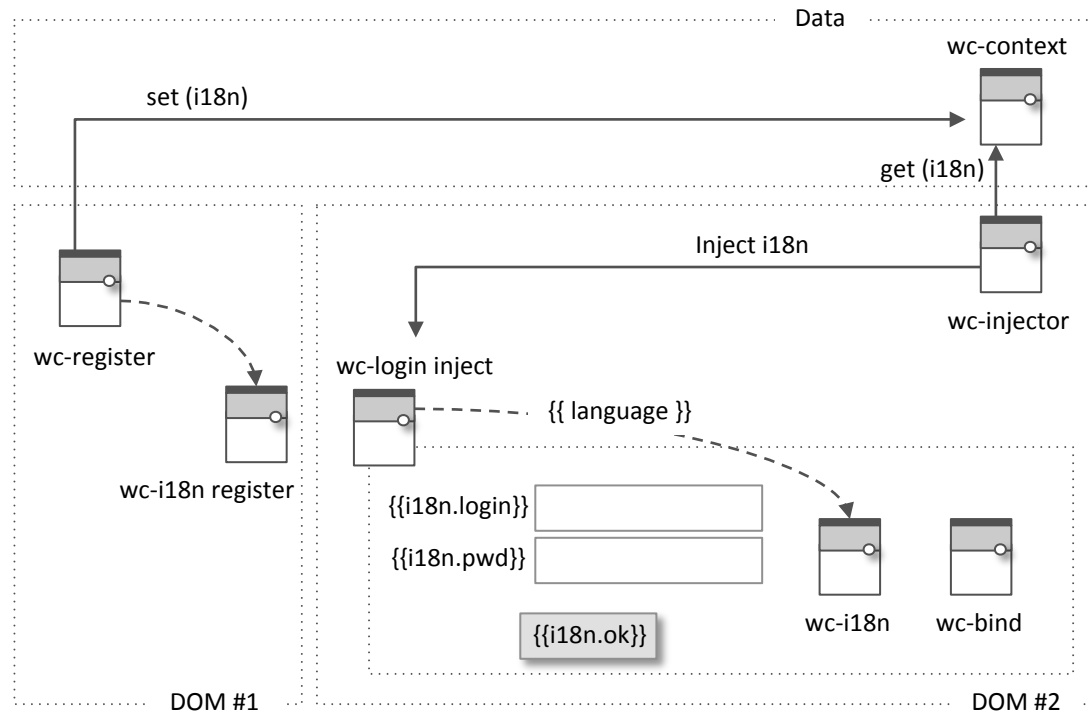 Data
wc-context
set (i18n)
get (i18n)
Inject i18n
wc-injector
wc-register
wc-login inject
{{ language }}
wc-i18n register
{{i18n.login}}
{{i18n.pwd}}
{{i18n.ok}}
wc-i18n
wc-bind
DOM #1
DOM #2